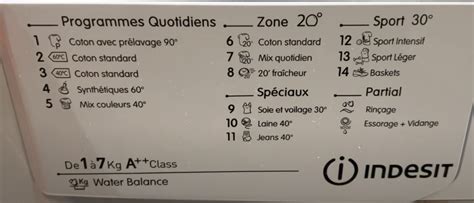 Programmes Quotidiens
1 Coton avec prélavage 90°
2 60°C Coton standard
3 40°C Coton standard
4 Synthétiques 60°
5 Mix couleurs 40°
Zone 20°
6 20° Coton standard
7 Mix quotidien
8 20' fraîcheur
Spéciaux
9 Soie et voilage 30°
10 Laine 40°
11 Jeans 40°
Sport 30°
12 Sport Intensif
13 Sport Léger
14 Baskets
Partial
Rinçage
Essorage + Vidange
De 1 à 7 Kg A++ Class
Water Balance
indesit